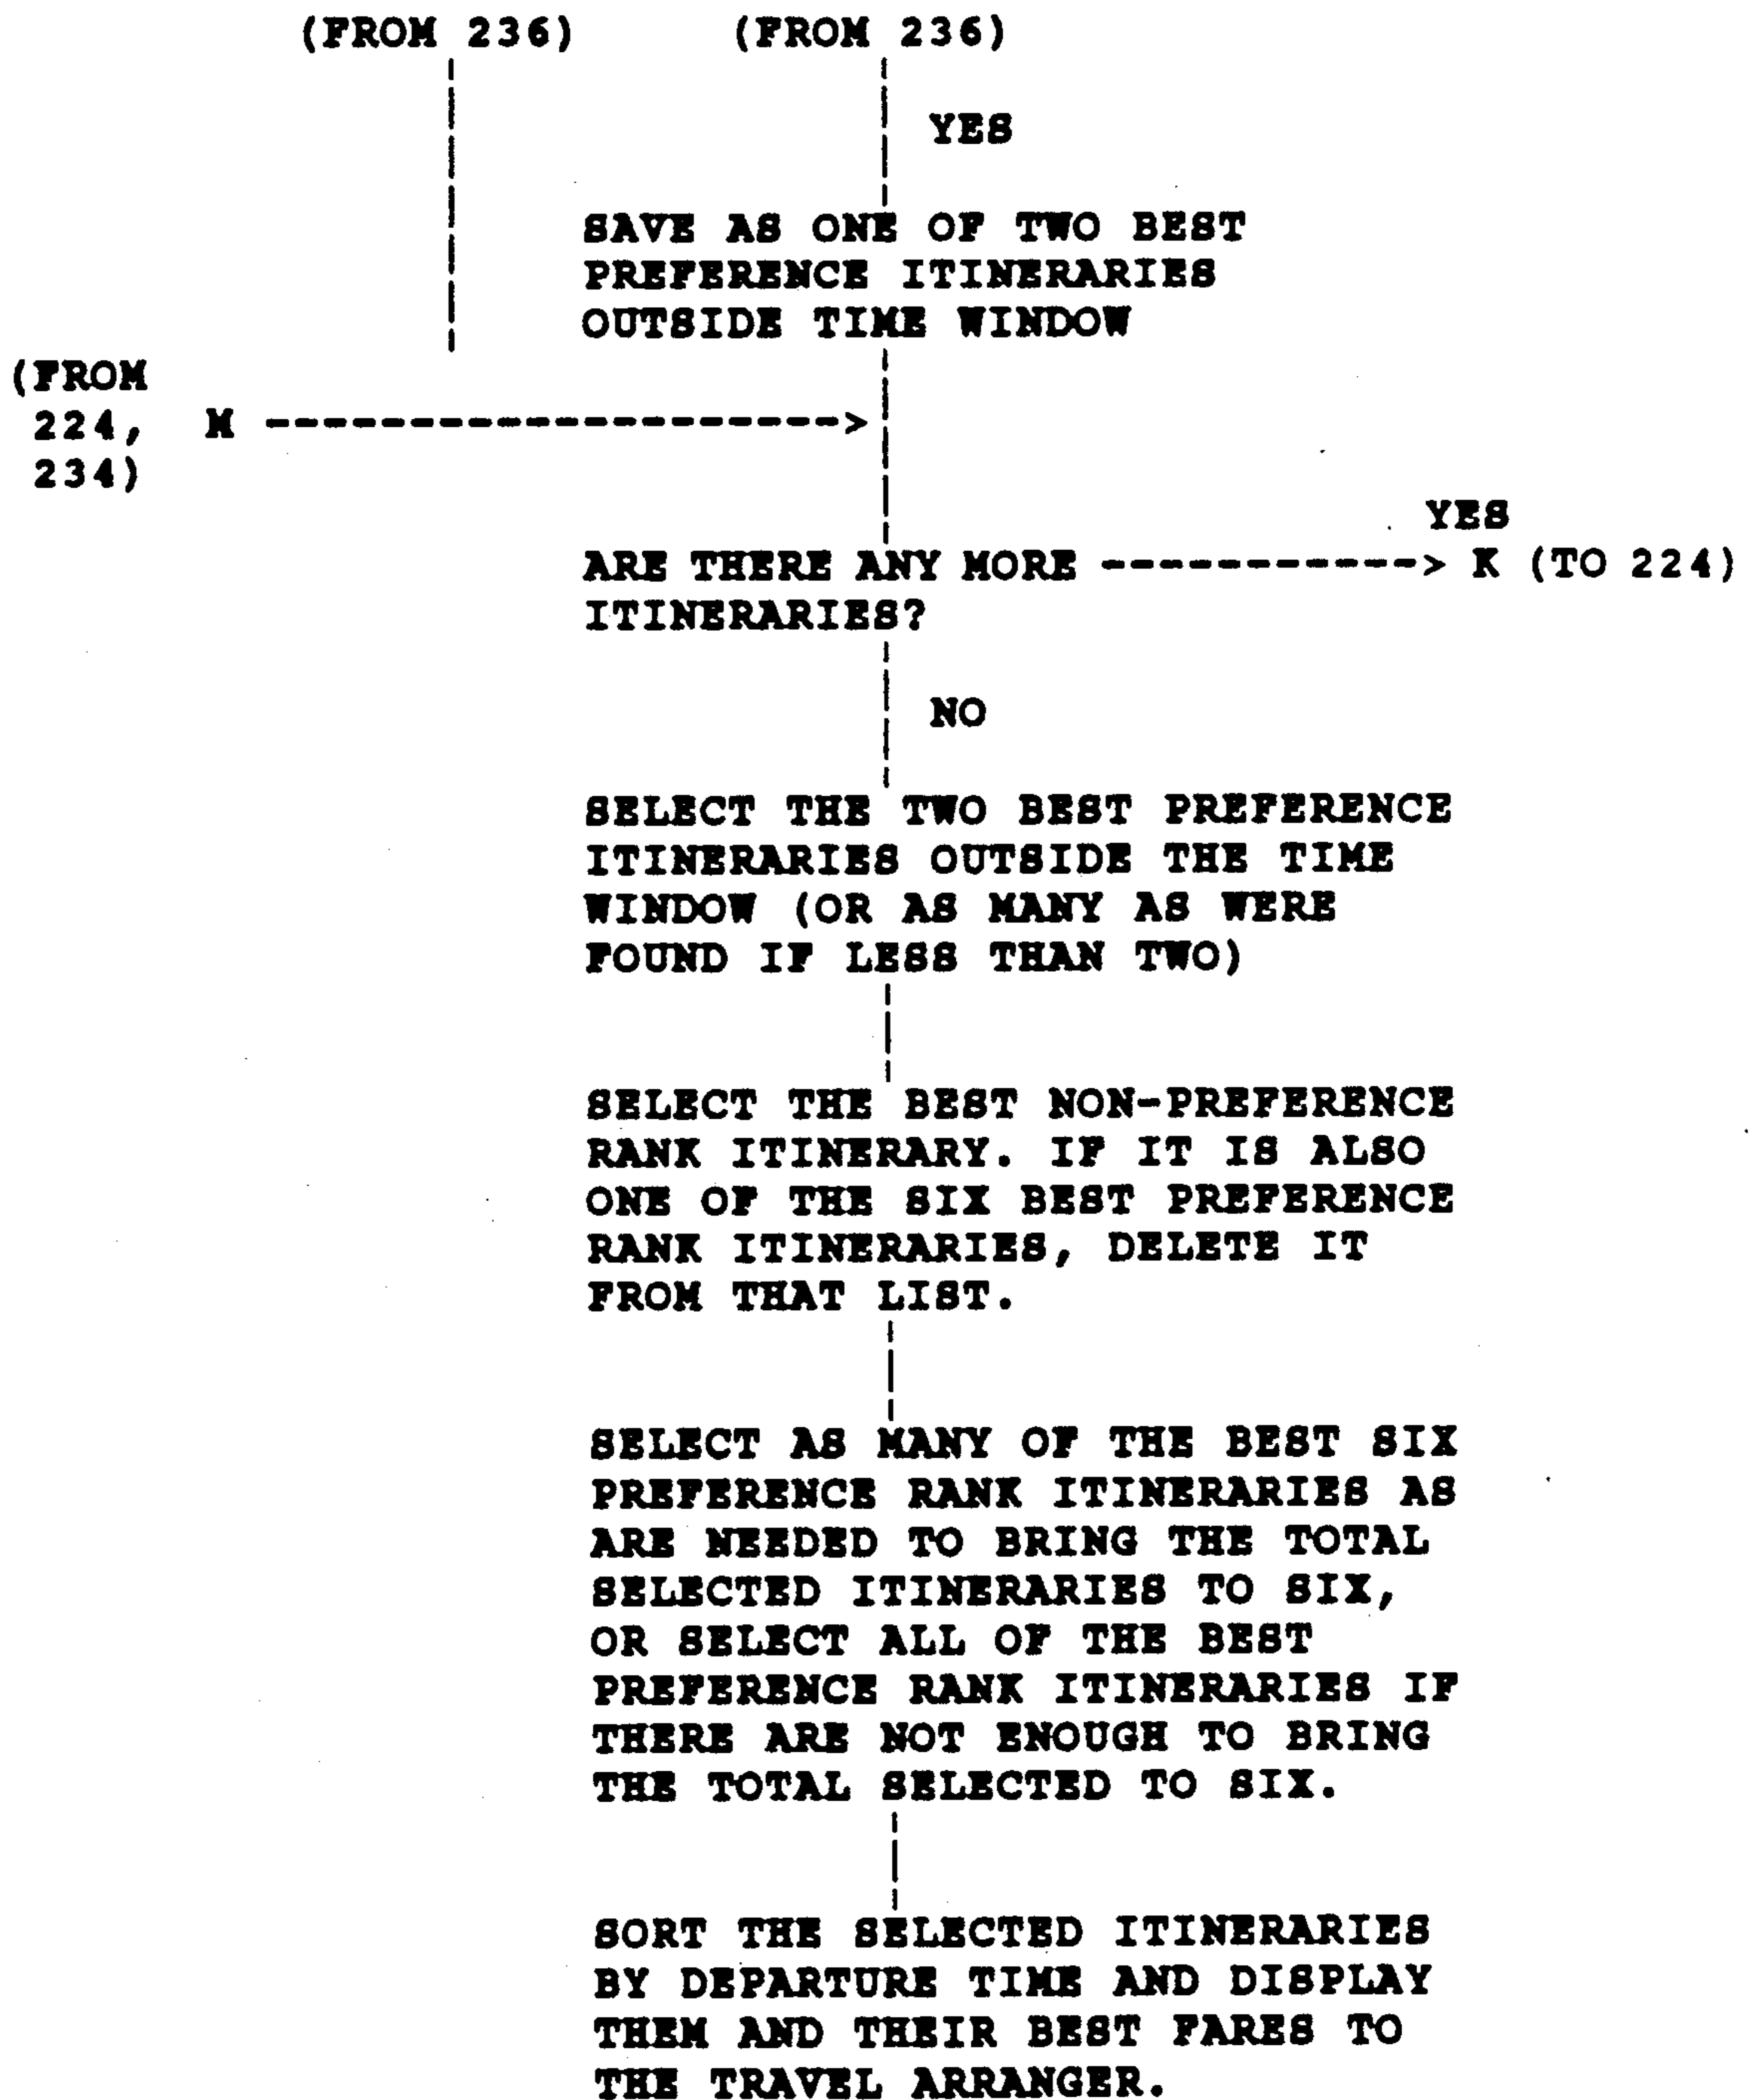 (FROM 236) (FROM 236)
YES
SAVE AS ONE OF TWO BEST
PREFERENCE ITINERARIES
OUTSIDE TIME WINDOW
(FROM
224, M -------------------->
234)
YES
ARE THERE ANY MORE -----------> K (TO 224)
ITINERARIES?
NO
SELECT THE TWO BEST PREFERENCE
ITINERARIES OUTSIDE THE TIME
WINDOW (OR AS MANY AS WERE
FOUND IF LESS THAN TWO)
SELECT THE BEST NON-PREFERENCE
RANK ITINERARY. IF IT IS ALSO
ONE OF THE SIX BEST PREFERENCE
RANK ITINERARIES, DELETE IT
FROM THAT LIST.
SELECT AS MANY OF THE BEST SIX
PREFERENCE RANK ITINERARIES AS
ARE NEEDED TO BRING THE TOTAL
SELECTED ITINERARIES TO SIX,
OR SELECT ALL OF THE BEST
PREFERENCE RANK ITINERARIES IF
THERE ARE NOT ENOUGH TO BRING
THE TOTAL SELECTED TO SIX.
SORT THE SELECTED ITINERARIES
BY DEPARTURE TIME AND DISPLAY
THEM AND THEIR BEST FARES TO
THE TRAVEL ARRANGER.